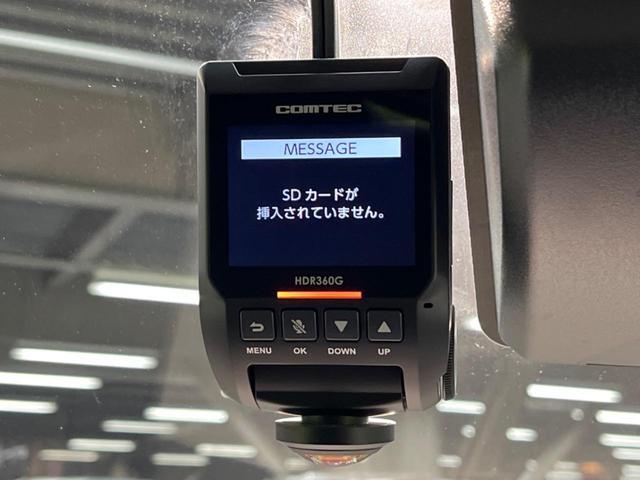 COMTEC
MESSAGE
SDカードが
挿入されていません。
HDR360G
MENU OK DOWN UP